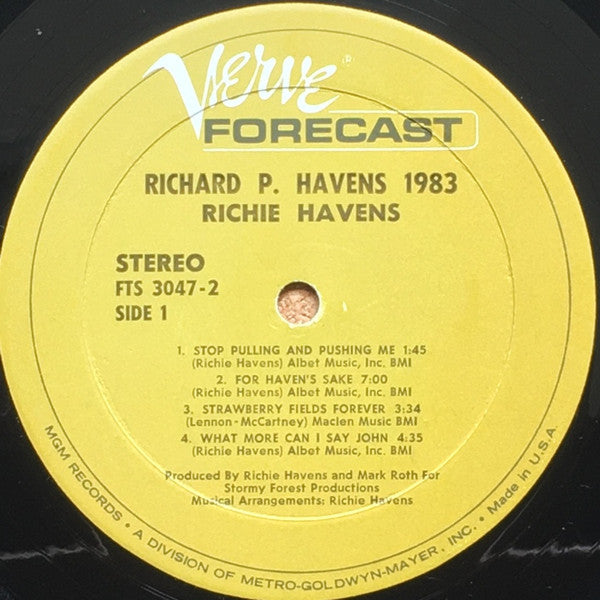 Verve®
FORECAST
RICHARD P. HAVENS 1983
RICHIE HAVENS
STEREO
FTS 3047-2
SIDE 1
1. STOP PULLING AND PUSHING ME 1:45
(Richie Havens) Albet Music, Inc. BMI
2. FOR HAVEN'S SAKE 7:00
(Richie Havens) Albet Music, Inc. BMI
3. STRAWBERRY FIELDS FOREVER 3:34
(Lennon-McCartney) Maclen Music BMI
4. WHAT MORE CAN I SAY JOHN 4:35
(Richie Havens) Albet Music, Inc. BMI
Produced By Richie Havens and Mark Roth For
Stormy Forest Productions
Musical Arrangements: Richie Havens
MGM RECORDS • A DIVISION OF METRO-GOLDWYN-MAYER, INC. • Made in U.S.A